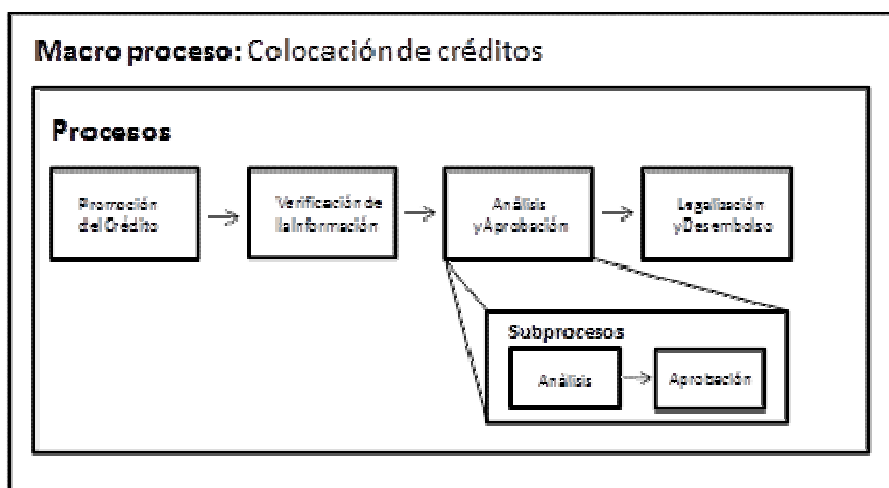 Macro proceso: Colocación de créditos
Procesos
Promoción
del Crédito
Verificación de
la Información
Análisis
y Aprobación
Legalización
y Desembolso
Subprocesos
Análisis
Aprobación